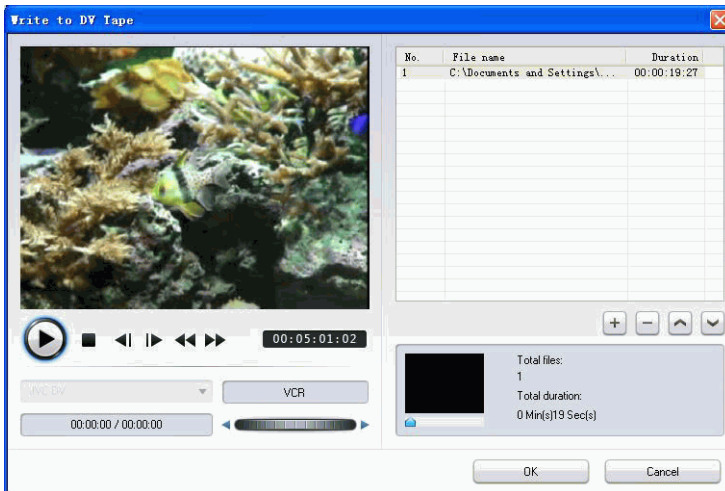 Write to DV Tape
No. File name Duration
1 C:\Documents and Settings\... 00:00:19:27
00:05:01:02
Total files:
1
Total duration:
0 Min(s)19 Sec(s)
VCR
00:00:00 / 00:00:00
OK Cancel